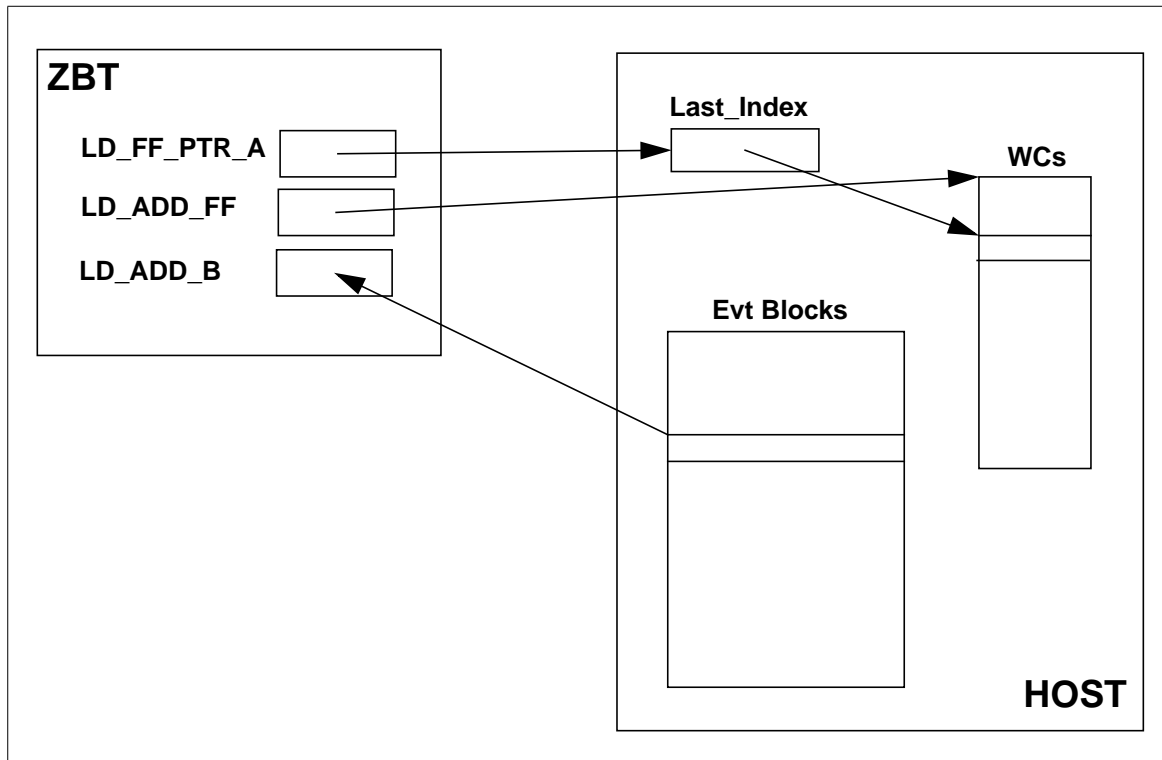 ZBT
LD_FF_PTR_A
LD_ADD_FF
LD_ADD_B
Last_Index
WCs
Evt Blocks
HOST